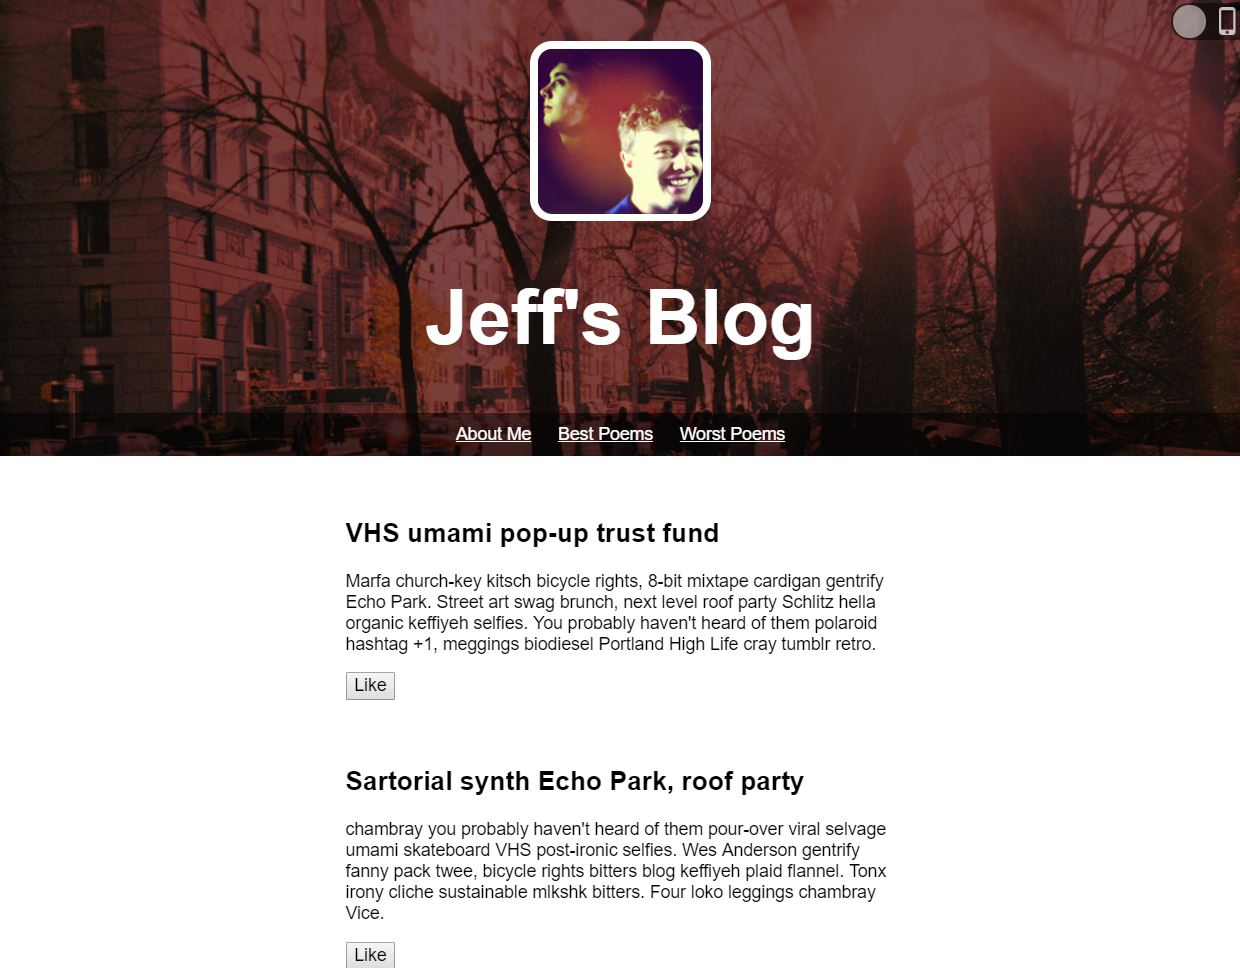 Jeff's Blog
About Me Best Poems Worst Poems
VHS umami pop-up trust fund
Marfa church-key kitsch bicycle rights, 8-bit mixtape cardigan gentrify
Echo Park. Street art swag brunch, next level roof party Schlitz hella
organic keffiyeh selfies. You probably haven't heard of them polaroid
hashtag +1, meggings biodiesel Portland High Life cray tumblr retro.
Like
Sartorial synth Echo Park, roof party
chambray you probably haven't heard of them pour-over viral selvage
umami skateboard VHS post-ironic selfies. Wes Anderson gentrify
fanny pack twee, bicycle rights bitters blog keffiyeh plaid flannel. Tonx
irony cliche sustainable mlkshk bitters. Four loko leggings chambray
Vice.
Like